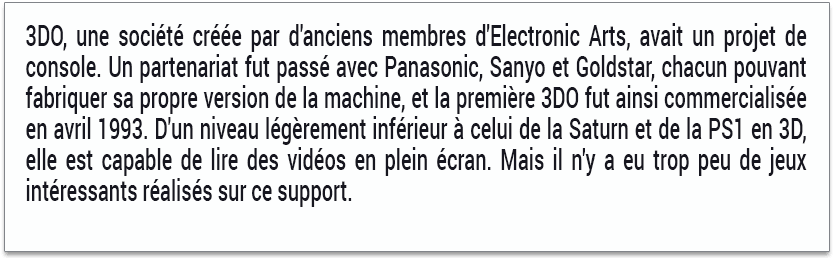 3DO, une société créée par d'anciens membres d'Electronic Arts, avait un projet de
console. Un partenariat fut passé avec Panasonic, Sanyo et Goldstar, chacun pouvant
fabriquer sa propre version de la machine, et la première 3DO fut ainsi commercialisée
en avril 1993. D'un niveau légèrement inférieur à celui de la Saturn et de la PS1 en 3D,
elle est capable de lire des vidéos en plein écran. Mais il n'y a eu trop peu de jeux
intéressants réalisés sur ce support.